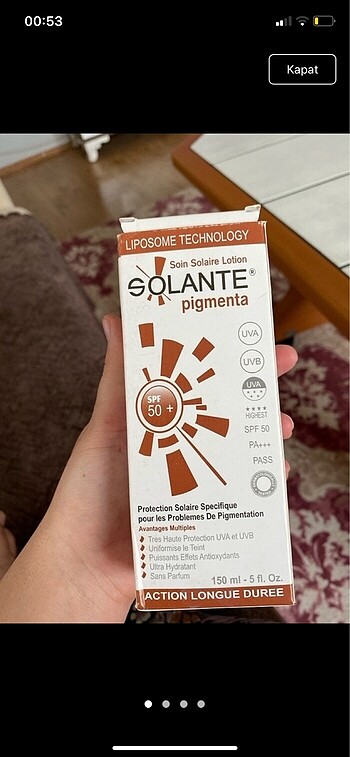 00:53
Kapat
LIPOSOME TECHNOLOGY
Soin Solaire Lotion
SOLANTE®
pigmenta
UVA
UVB
UVA
HIGHEST
SPF 50
PA+++
PASS
SPF
50 +
Protection Solaire Specifique
pour les Problemes De Pigmentation
Avantages Multiples
Très Haute Protection UVA et UVB
Uniformise le Teint
Puissants Effets Antioxydants
Ultra Hydratant
Sans Parfum
150 ml - 5 fl. Oz.
ACTION LONGUE DUREE